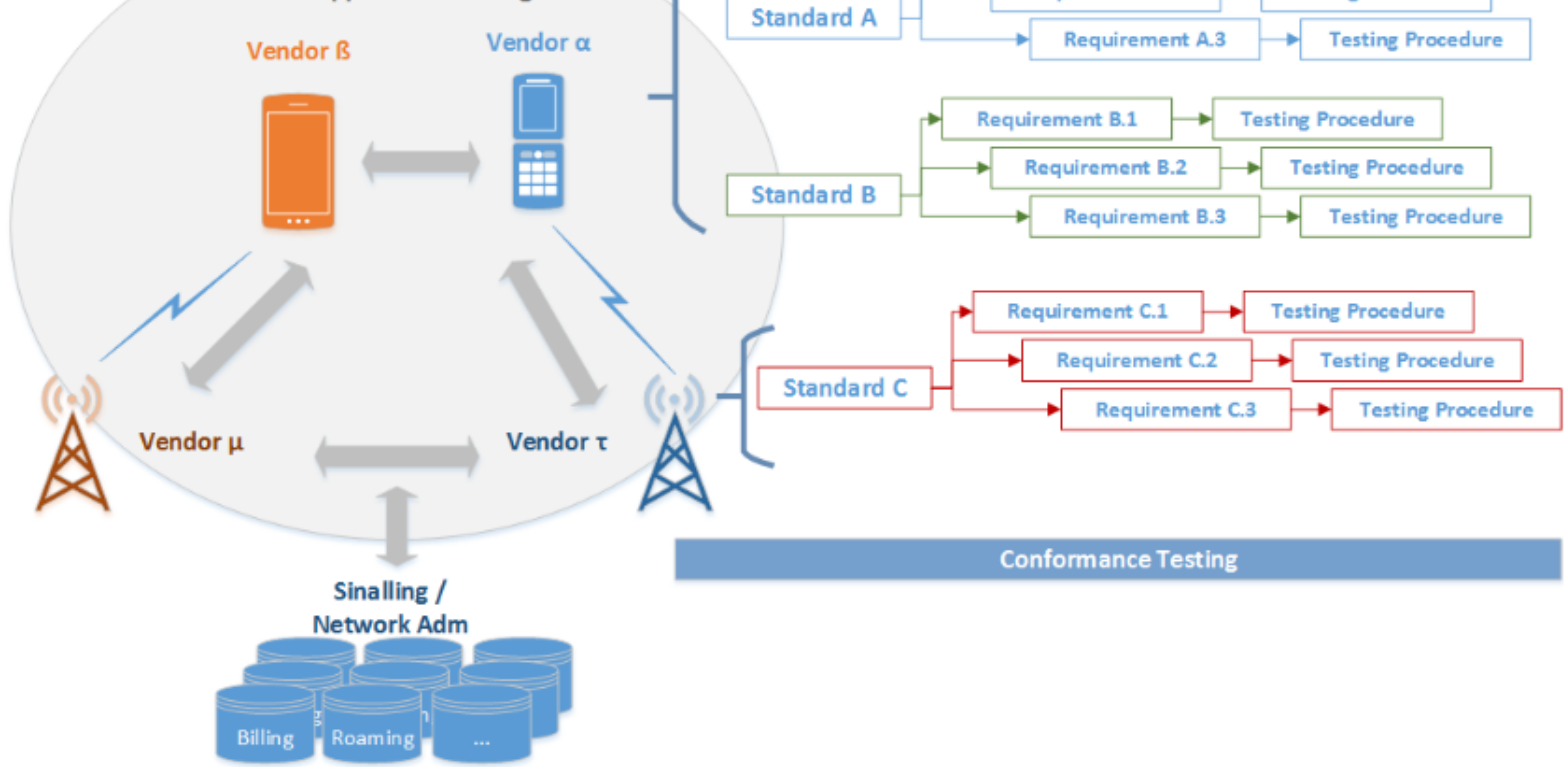 Vendor ß
Vendor α
Vendor μ
Vendor τ
Sinalling /
Network Adm
Billing
Roaming
...
Standard A
Requirement A.3
Testing Procedure
Standard B
Requirement B.1
Testing Procedure
Requirement B.2
Testing Procedure
Requirement B.3
Testing Procedure
Standard C
Requirement C.1
Testing Procedure
Requirement C.2
Testing Procedure
Requirement C.3
Testing Procedure
Conformance Testing